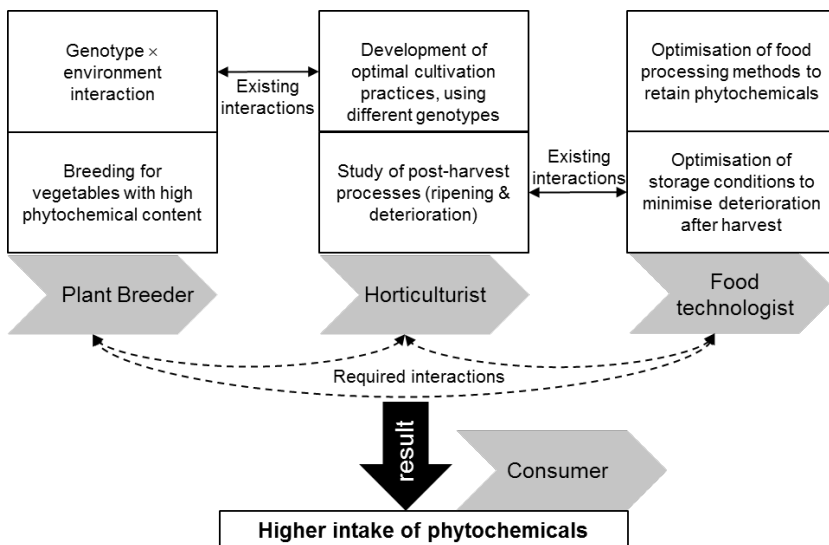 Genotype ×
environment
interaction
Existing
interactions
Development of
optimal cultivation
practices, using
different genotypes
Optimisation of food
processing methods to
retain phytochemicals
Breeding for
vegetables with high
phytochemical content
Study of post-harvest
processes (ripening &
deterioration)
Existing
interactions
Optimisation of
storage conditions to
minimise deterioration
after harvest
Plant Breeder
Horticulturist
Food
technologist
Required interactions
result
Consumer
Higher intake of phytochemicals